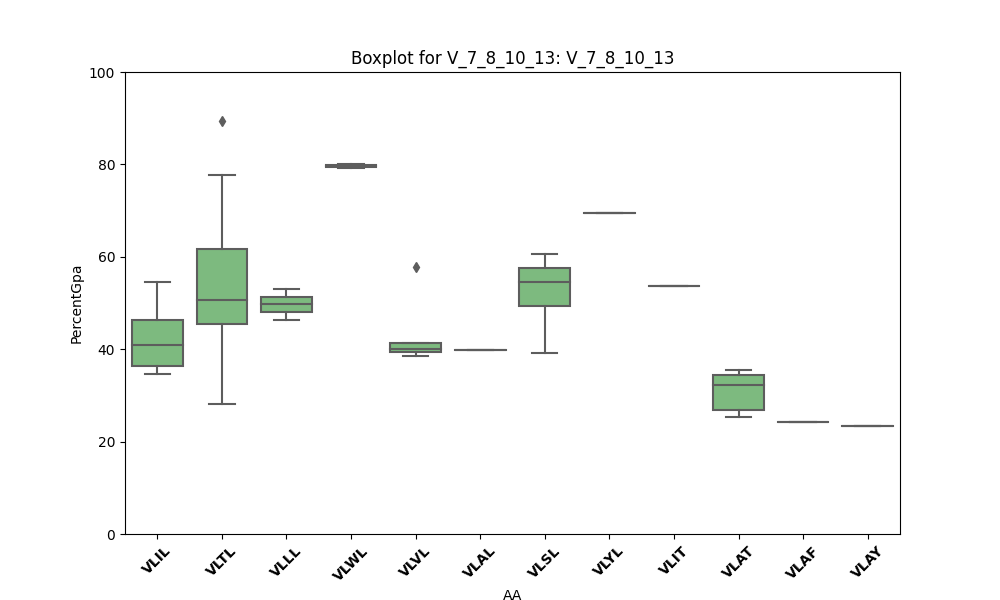 Boxplot for V_7_8_10_13: V_7_8_10_13
PercentGpa
100
80
60
40
20
0
VLIL
VLTL
VLLL
VLWL
VLVL
VLAL
VLSL
VLYL
VLIT
VLAT
VLAF
VLAY
AA